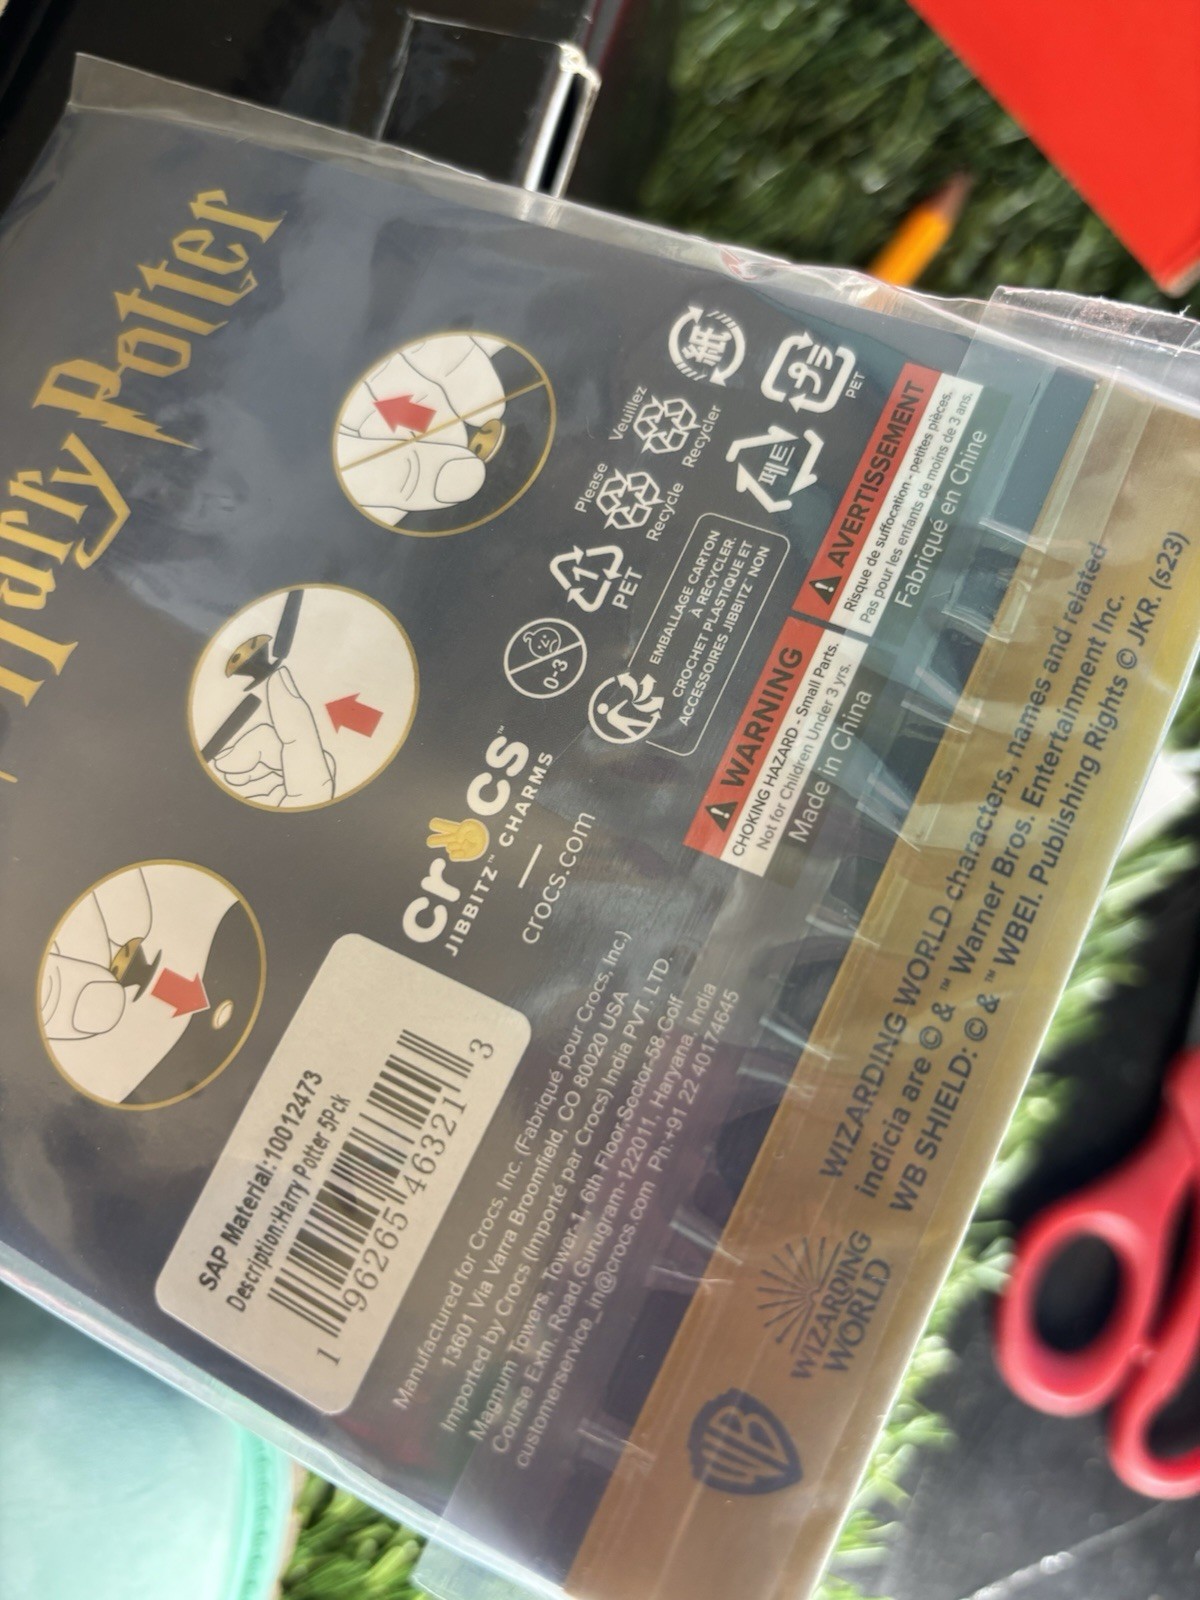 Harry Potter
紙
プラ
PET
Veuillez
Recycler
페트
Please
Recycle
1
PET
0-3
EMBALLAGE CARTON
À RECYCLER.
CROCHET PLASTIQUE ET
ACCESSOIRES JIBBITZ™ NON
⚠ AVERTISSEMENT
Risque de suffocation - petites pièces.
Pas pour les enfants de moins de 3 ans.
Fabriqué en Chine
⚠ WARNING
CHOKING HAZARD - Small Parts.
Not for Children Under 3 yrs.
Made in China
crocs™
JIBBITZ™ CHARMS
crocs.com
SAP Material:10012473
Description:Harry Potter 5Pck
1 96265 46321 3
Manufactured for Crocs, Inc. (Fabriqué pour Crocs, Inc.)
13601 Via Varra Broomfield, CO 80020 USA
Imported by Crocs (Importé par Crocs) India PVT. LTD.
Magnum Towers, Tower-1, 6th Floor,Sector-58,Golf
Course Extn. Road,Gurugram-122011, Haryana, India
customerservice_in@crocs.com Ph:+91 22 40174645
WIZARDING WORLD characters, names and related
indicia are © & ™ Warner Bros. Entertainment Inc.
WB SHIELD: © & ™ WBEI. Publishing Rights © JKR. (s23)
WIZARDING
WORLD
WB